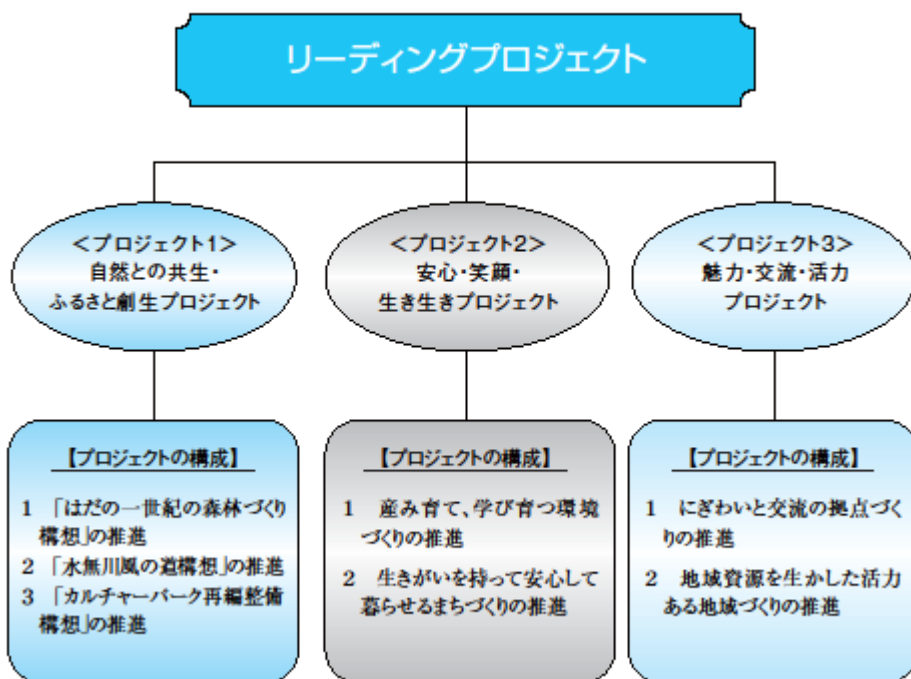 リーディングプロジェクト
<プロジェクト1>
自然との共生・
ふるさと創生プロジェクト
<プロジェクト2>
安心・笑顔・
生き生きプロジェクト
<プロジェクト3>
魅力・交流・活力
プロジェクト
【プロジェクトの構成】
1 「はだの一世紀の森林づくり
構想」の推進
2 「水無川風の道構想」の推進
3 「カルチャーパーク再編整備
構想」の推進
【プロジェクトの構成】
1 産み育て、学び育つ環境
づくりの推進
2 生きがいを持って安心して
暮らせるまちづくりの推進
【プロジェクトの構成】
1 にぎわいと交流の拠点づく
りの推進
2 地域資源を生かした活力
ある地域づくりの推進